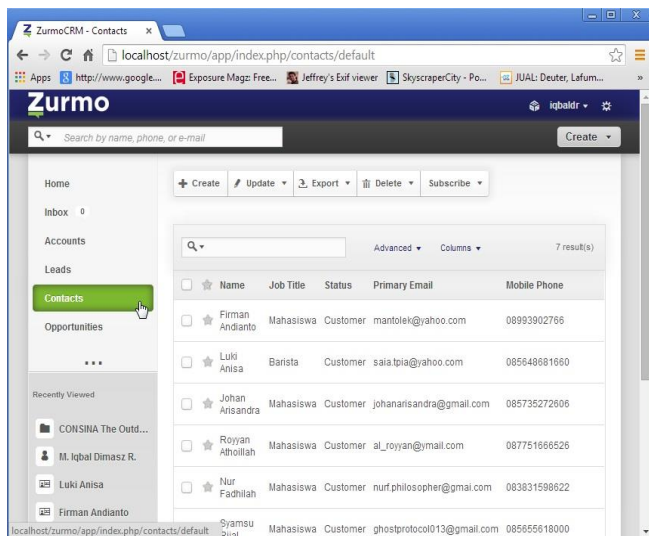 ZurmoCRM - Contacts
localhost/zurmo/app/index.php/contacts/default
Apps http://www.google.... Exposure Magz: Free... Jeffrey's Exif viewer SkyscraperCity - Po... JUAL: Deuter, Lafum... »
Zurmo iqbaldr
Search by name, phone, or e-mail Create
Home
Inbox 0
Accounts
Leads
Contacts
Opportunities
...
Recently Viewed
CONSINA The Outd...
M. Iqbal Dimasz R.
Luki Anisa
Firman Andianto
localhost/zurmo/app/index.php/contacts/default
Create Update Export Delete Subscribe
Advanced Columns 7 result(s)
Name Job Title Status Primary Email Mobile Phone
Firman Andianto Mahasiswa Customer mantolek@yahoo.com 08993902766
Luki Anisa Barista Customer saia.tpia@yahoo.com 085648681660
Johan Arisandra Mahasiswa Customer johanarisandra@gmail.com 085735272606
Royyan Athoillah Mahasiswa Customer al_royyan@ymail.com 087751666526
Nur Fadhilah Mahasiswa Customer nurf.philosopher@gmai.com 083831598622
Syamsu Mahasiswa Customer ghostprotocol013@gmail.com 085655618000